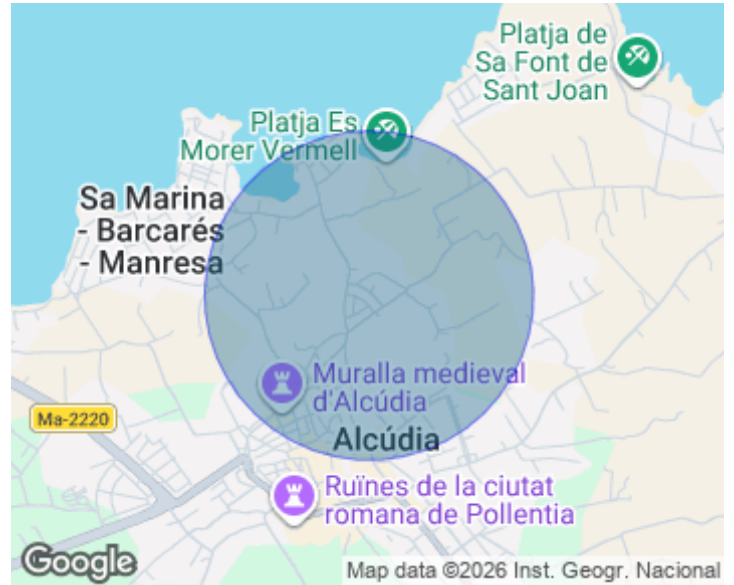 Platja de
Sa Font de
Sant Joan
Platja Es
Morer Vermell
Sa Marina
- Barcarés
- Manresa
Muralla medieval
d'Alcúdia
Ma-2220
Alcúdia
Ruïnes de la ciutat
romana de Pollentia
Google
Map data ©2026 Inst. Geogr. Nacional